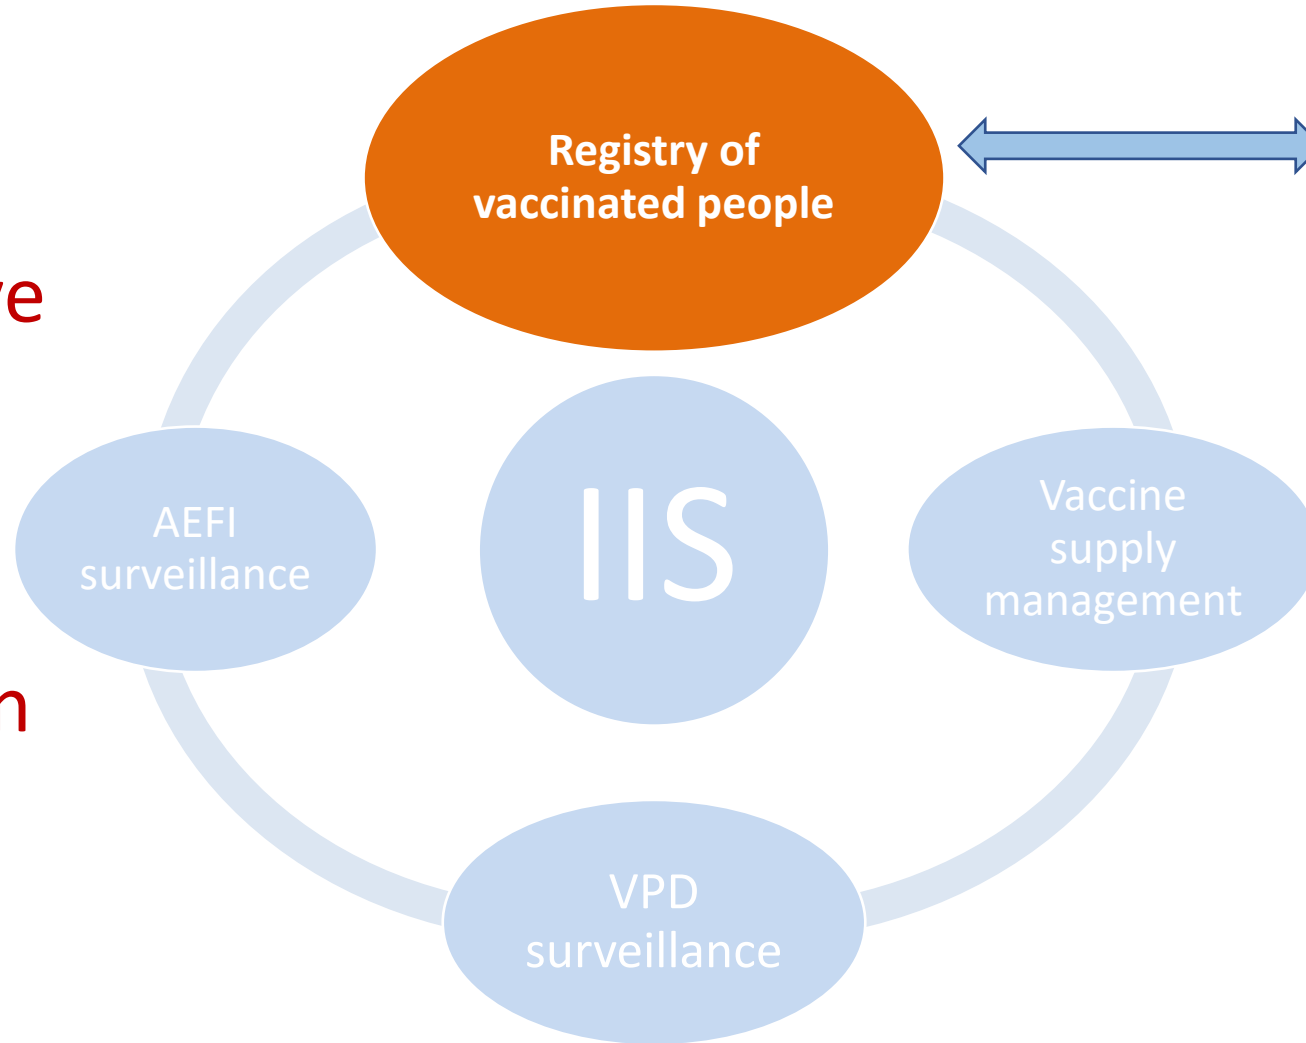 Registry of
vaccinated people
AEFI
surveillance
IIS
Vaccine
supply
management
VPD
surveillance